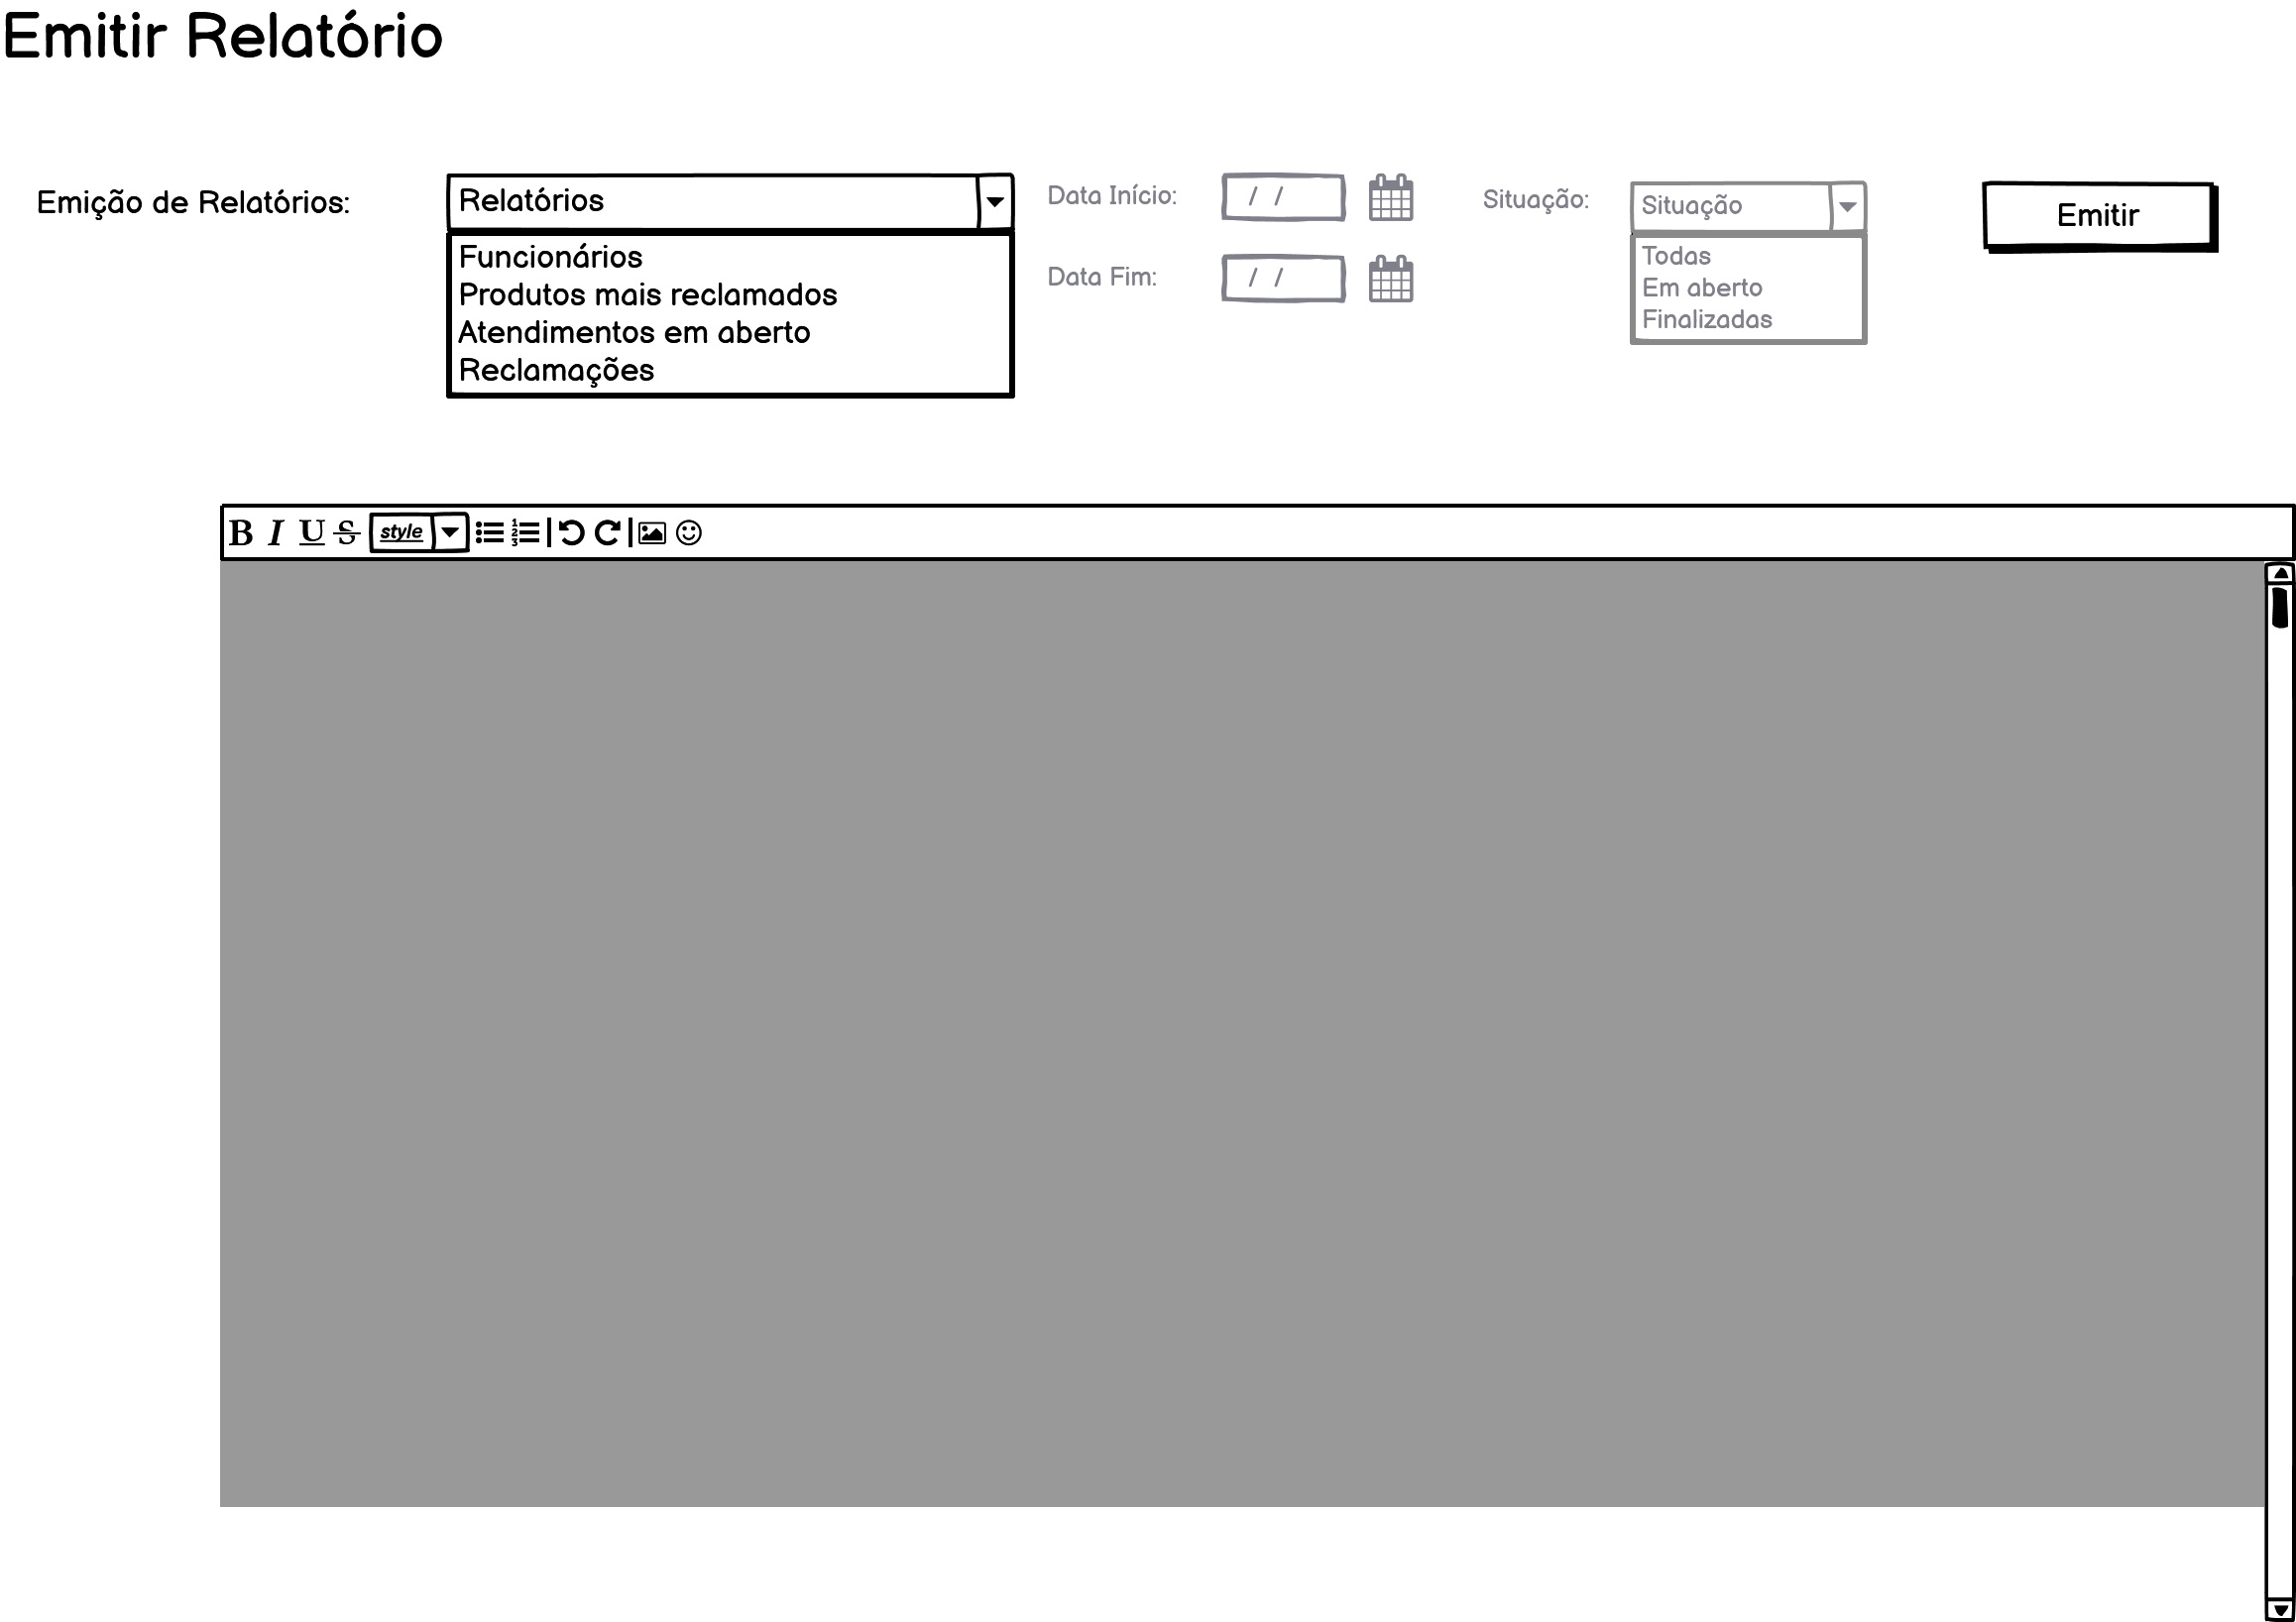 Emitir Relatório
Emição de Relatórios:
Relatórios
Funcionários
Produtos mais reclamados
Atendimentos em aberto
Reclamações
Data Início:
/ /
Data Fim:
/ /
Situação:
Situação
Todas
Em aberto
Finalizadas
Emitir
B I U S style